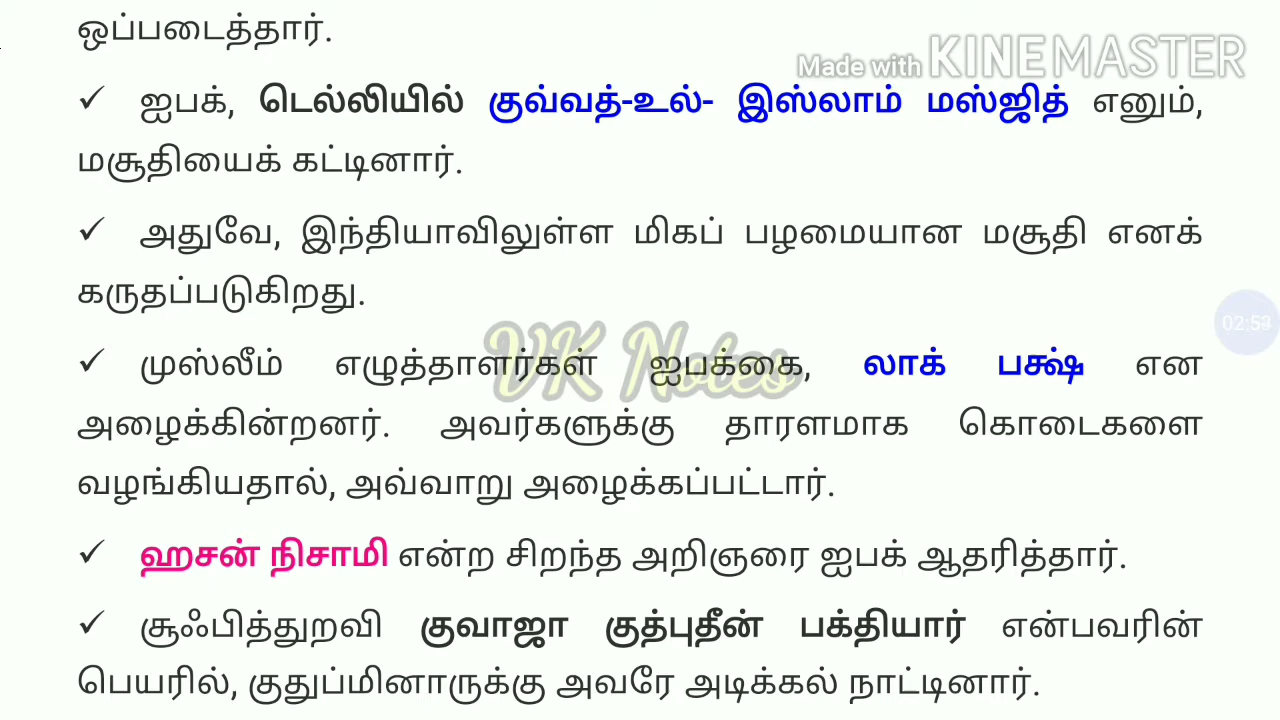 ஒப்படைத்தார்.
Made with KINEMASTER
✓ ஐபக், டெல்லியில் குவ்வத்-உல்- இஸ்லாம் மஸ்ஜித் எனும்,
மசூதியைக் கட்டினார்.
✓ அதுவே, இந்தியாவிலுள்ள மிகப் பழமையான மசூதி எனக்
கருதப்படுகிறது.
02:53
VK Notes
✓ முஸ்லீம் எழுத்தாளர்கள் ஐபக்கை, லாக் பக்ஷ் என
அழைக்கின்றனர். அவர்களுக்கு தாரளமாக கொடைகளை
வழங்கியதால், அவ்வாறு அழைக்கப்பட்டார்.
✓ ஹசன் நிசாமி என்ற சிறந்த அறிஞரை ஐபக் ஆதரித்தார்.
✓ சூஃபித்துறவி குவாஜா குத்புதீன் பக்தியார் என்பவரின்
பெயரில், குதுப்மினாருக்கு அவரே அடிக்கல் நாட்டினார்.